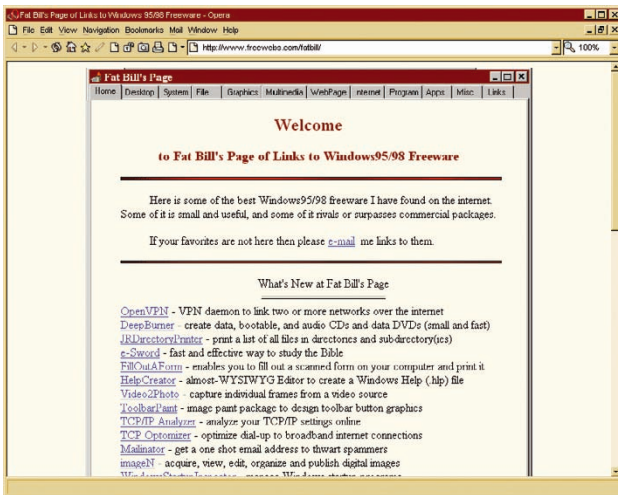 Fat Bill's Page of Links to Windows 95/98 Freeware - Opera
File Edit View Navigation Bookmarks Mail Window Help
http://www.freewebs.com/fatbill/ 100%
Fat Bill's Page
Home Desktop System File Graphics Multimedia WebPage nternet Program Apps Misc Links
Welcome
to Fat Bill's Page of Links to Windows95/98 Freeware
Here is some of the best Windows95/98 freeware I have found on the internet.
Some of it is small and useful, and some of it rivals or surpasses commercial packages.
If your favorites are not here then please e-mail me links to them.
What's New at Fat Bill's Page
OpenVPN - VPN daemon to link two or more networks over the internet
DeepBurner - create data, bootable, and audio CDs and data DVDs (small and fast)
JRDirectoryPrinter - print a list of all files in directories and subdirectory(ies)
e-Sword - fast and effective way to study the Bible
FillOutAForm - enables you to fill out a scanned form on your computer and print it
HelpCreator - almost-WYSIWYG Editor to create a Windows Help (.hlp) file
Video2Photo - capture individual frames from a video source
ToolbarPaint - image paint package to design toolbar button graphics
TCP/IP Analyzer - analyze your TCP/IP settings online
TCP Optomizer - optimize dial-up to broadband internet connections
Mailinator - get a one shot email address to thwart spammers
imageN - acquire, view, edit, organize and publish digital images